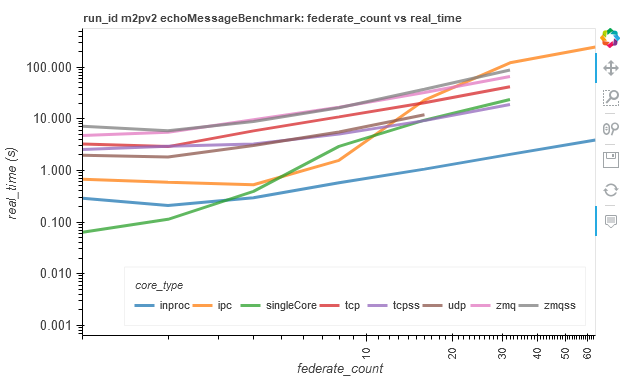 run_id m2pv2 echoMessageBenchmark: federate_count vs real_time
real_time (s)
100.000
10.000
1.000
0.100
0.010
0.001
core_type
inproc ipc singleCore tcp tcpss udp zmq zmqss
10 20 30 40 50 60
federate_count